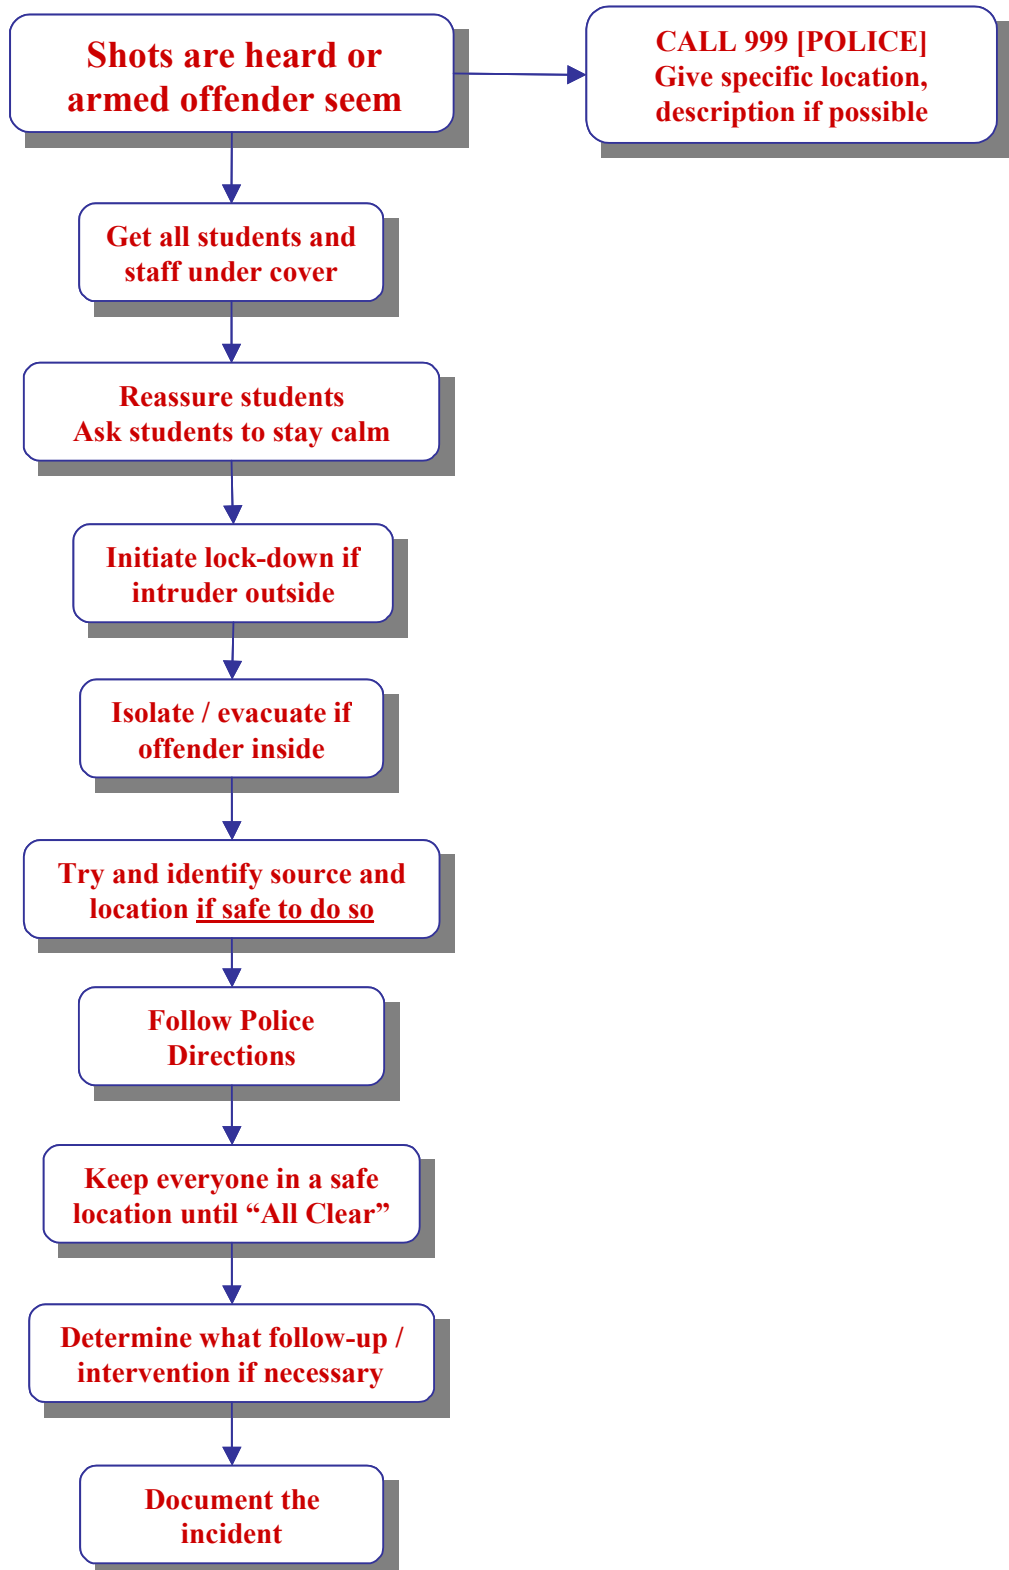 Shots are heard or
armed offender seem
CALL 999 [POLICE]
Give specific location,
description if possible
Get all students and
staff under cover
Reassure students
Ask students to stay calm
Initiate lock-down if
intruder outside
Isolate / evacuate if
offender inside
Try and identify source and
location if safe to do so
Follow Police
Directions
Keep everyone in a safe
location until “All Clear”
Determine what follow-up /
intervention if necessary
Document the
incident